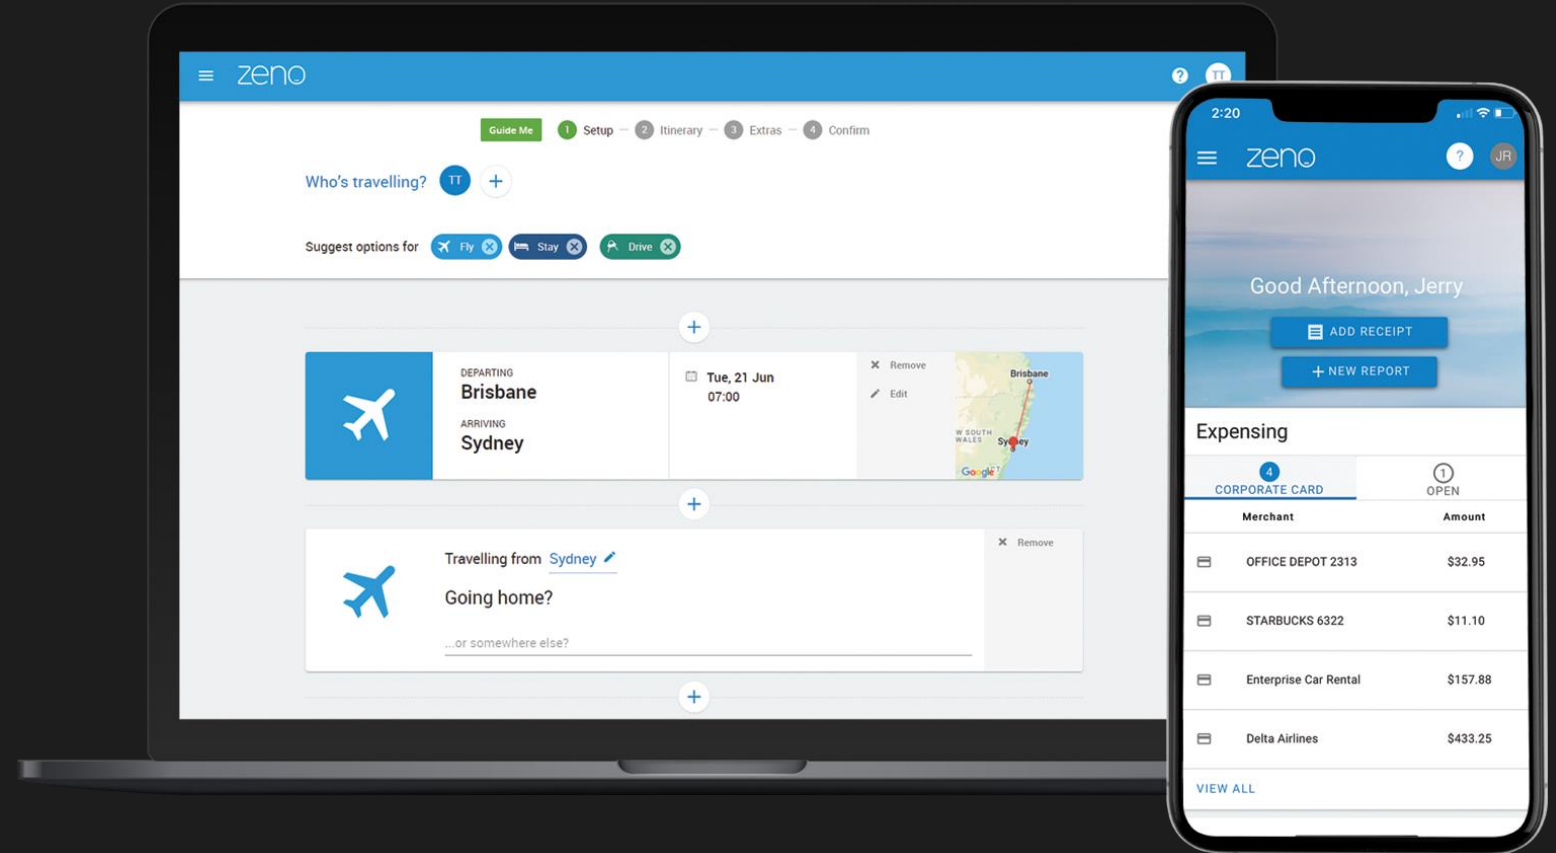 zeno
?
TT
Guide Me
1 Setup – 2 Itinerary – 3 Extras – 4 Confirm
Who's travelling? TT +
Suggest options for Fly Stay Drive
DEPARTING
Brisbane
ARRIVING
Sydney
Tue, 21 Jun
07:00
Remove
Edit
Brisbane
W SOUTH
WALES
Sydney
Google
Travelling from Sydney
Going home?
...or somewhere else?
Remove
2:20
zeno
?
JR
Good Afternoon, Jerry
ADD RECEIPT
+ NEW REPORT
Expensing
4
CORPORATE CARD
1
OPEN
Merchant Amount
OFFICE DEPOT 2313 $32.95
STARBUCKS 6322 $11.10
Enterprise Car Rental $157.88
Delta Airlines $433.25
VIEW ALL